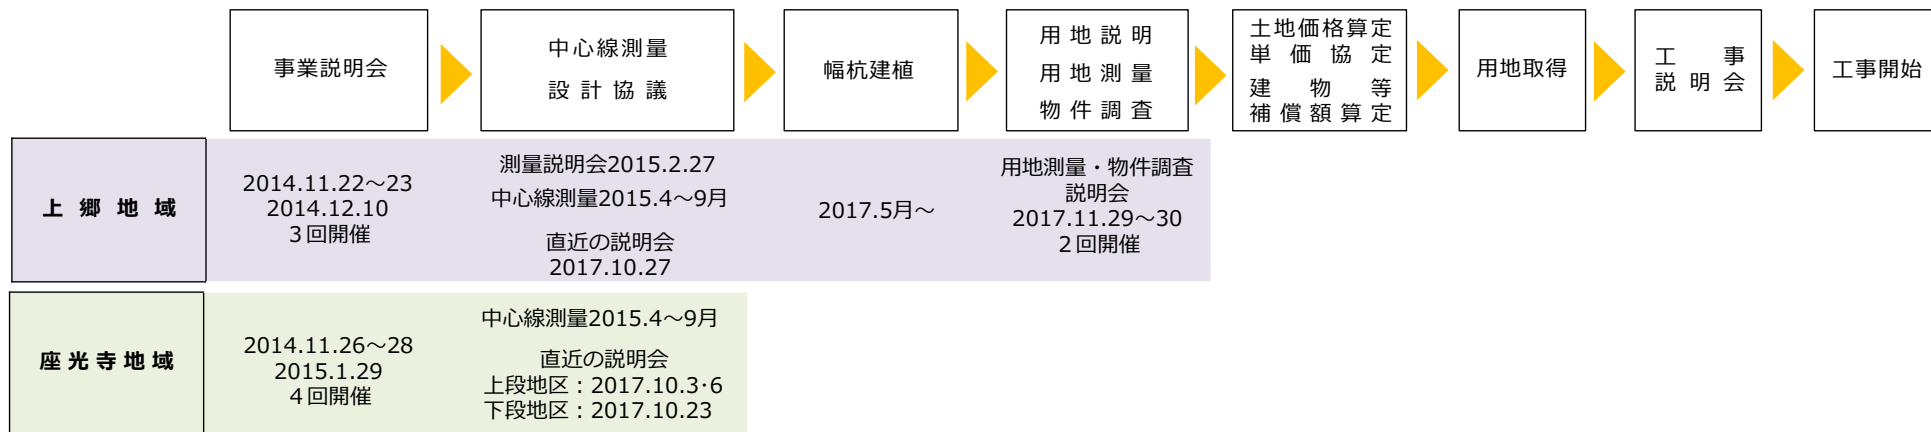 事業説明会
中心線測量
設計協議
幅杭建植
用地説明
用地測量
物件調査
土地価格算定
単価協定
建物等
補償額算定
用地取得
工事
説明会
工事開始
上郷地域
2014.11.22～23
2014.12.10
３回開催
測量説明会2015.2.27
中心線測量2015.4～9月
直近の説明会
2017.10.27
2017.5月～
用地測量・物件調査
説明会
2017.11.29～30
２回開催
座光寺地域
2014.11.26～28
2015.1.29
４回開催
中心線測量2015.4～9月
直近の説明会
上段地区：2017.10.3･6
下段地区：2017.10.23